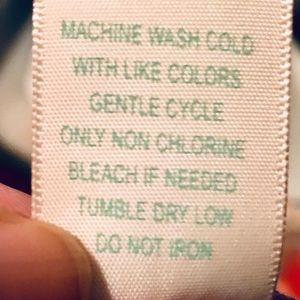 MACHINE WASH COLD
WITH LIKE COLORS
GENTLE CYCLE
ONLY NON CHLORINE
BLEACH IF NEEDED
TUMBLE DRY LOW
DO NOT IRON